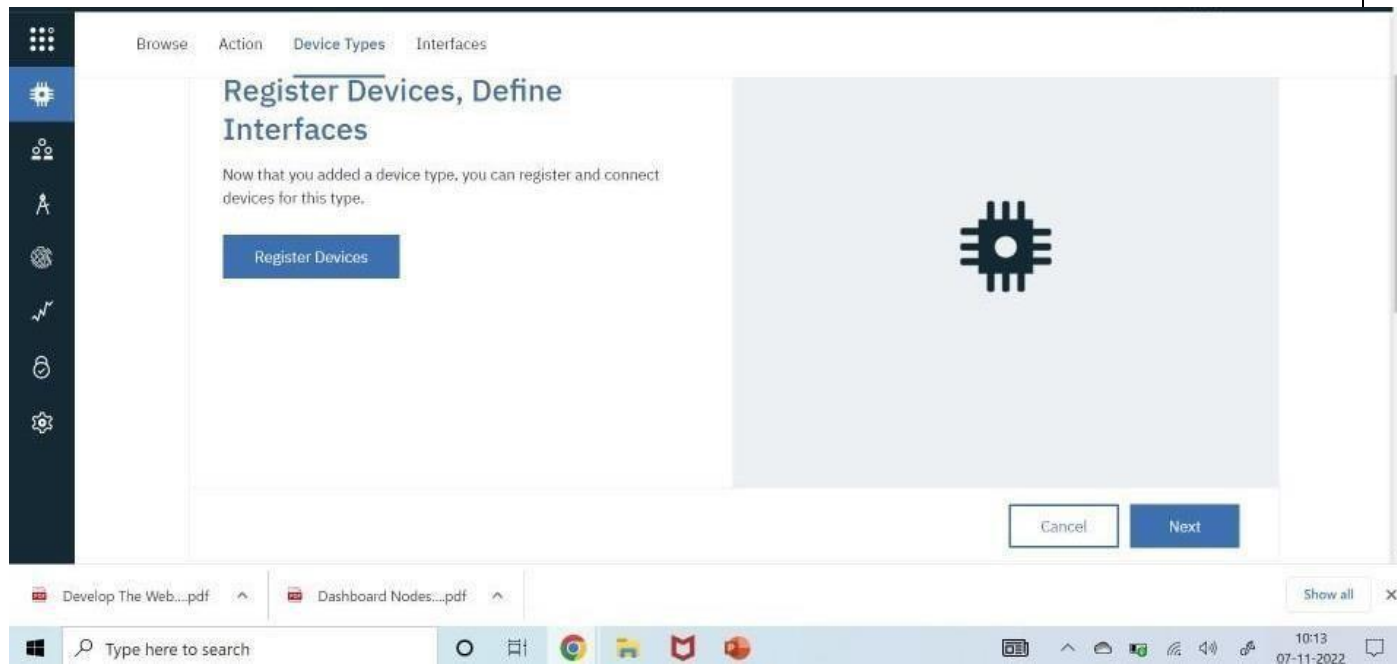 Browse Action Device Types Interfaces
Register Devices, Define
Interfaces
Now that you added a device type, you can register and connect
devices for this type.
Register Devices
Cancel Next
Develop The Web....pdf Dashboard Nodes....pdf Show all
Type here to search 10:13
07-11-2022